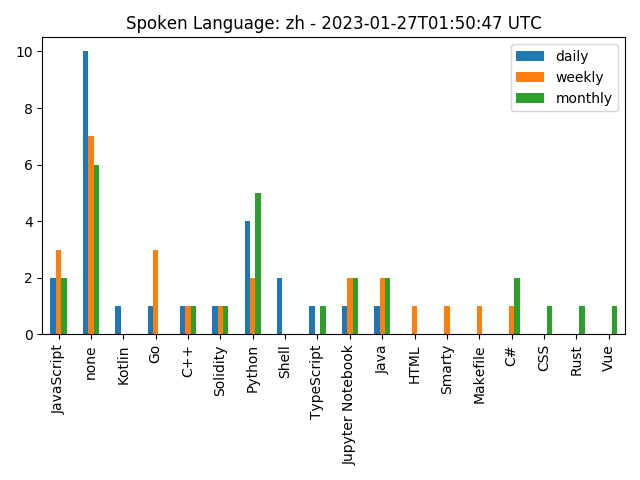 Spoken Language: zh - 2023-01-27T01:50:47 UTC
daily
weekly
monthly
10
8
6
4
2
0
JavaScript
none
Kotlin
Go
C++
Solidity
Python
Shell
TypeScript
Jupyter Notebook
Java
HTML
Smarty
Makefile
C#
CSS
Rust
Vue